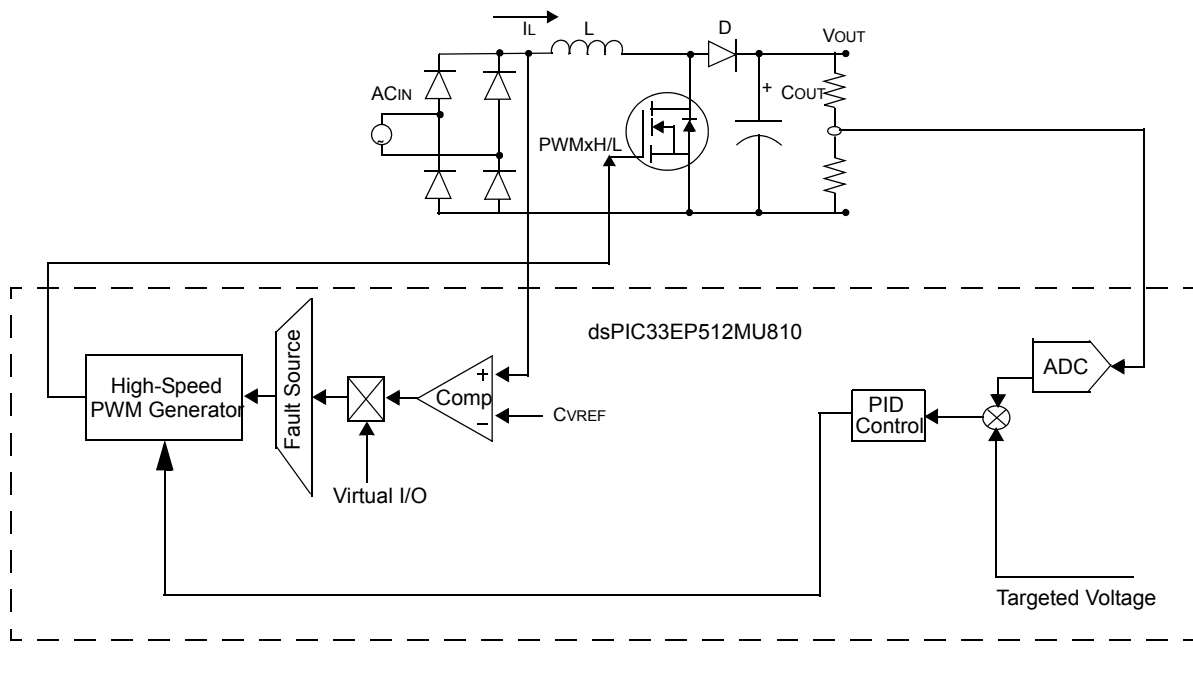 IL
L
D
VOUT
ACIN
~
+
COUT
PWMxH/L
dsPIC33EP512MU810
High-Speed
PWM Generator
Fault Source
Comp
+
−
CVREF
Virtual I/O
ADC
PID
Control
Targeted Voltage